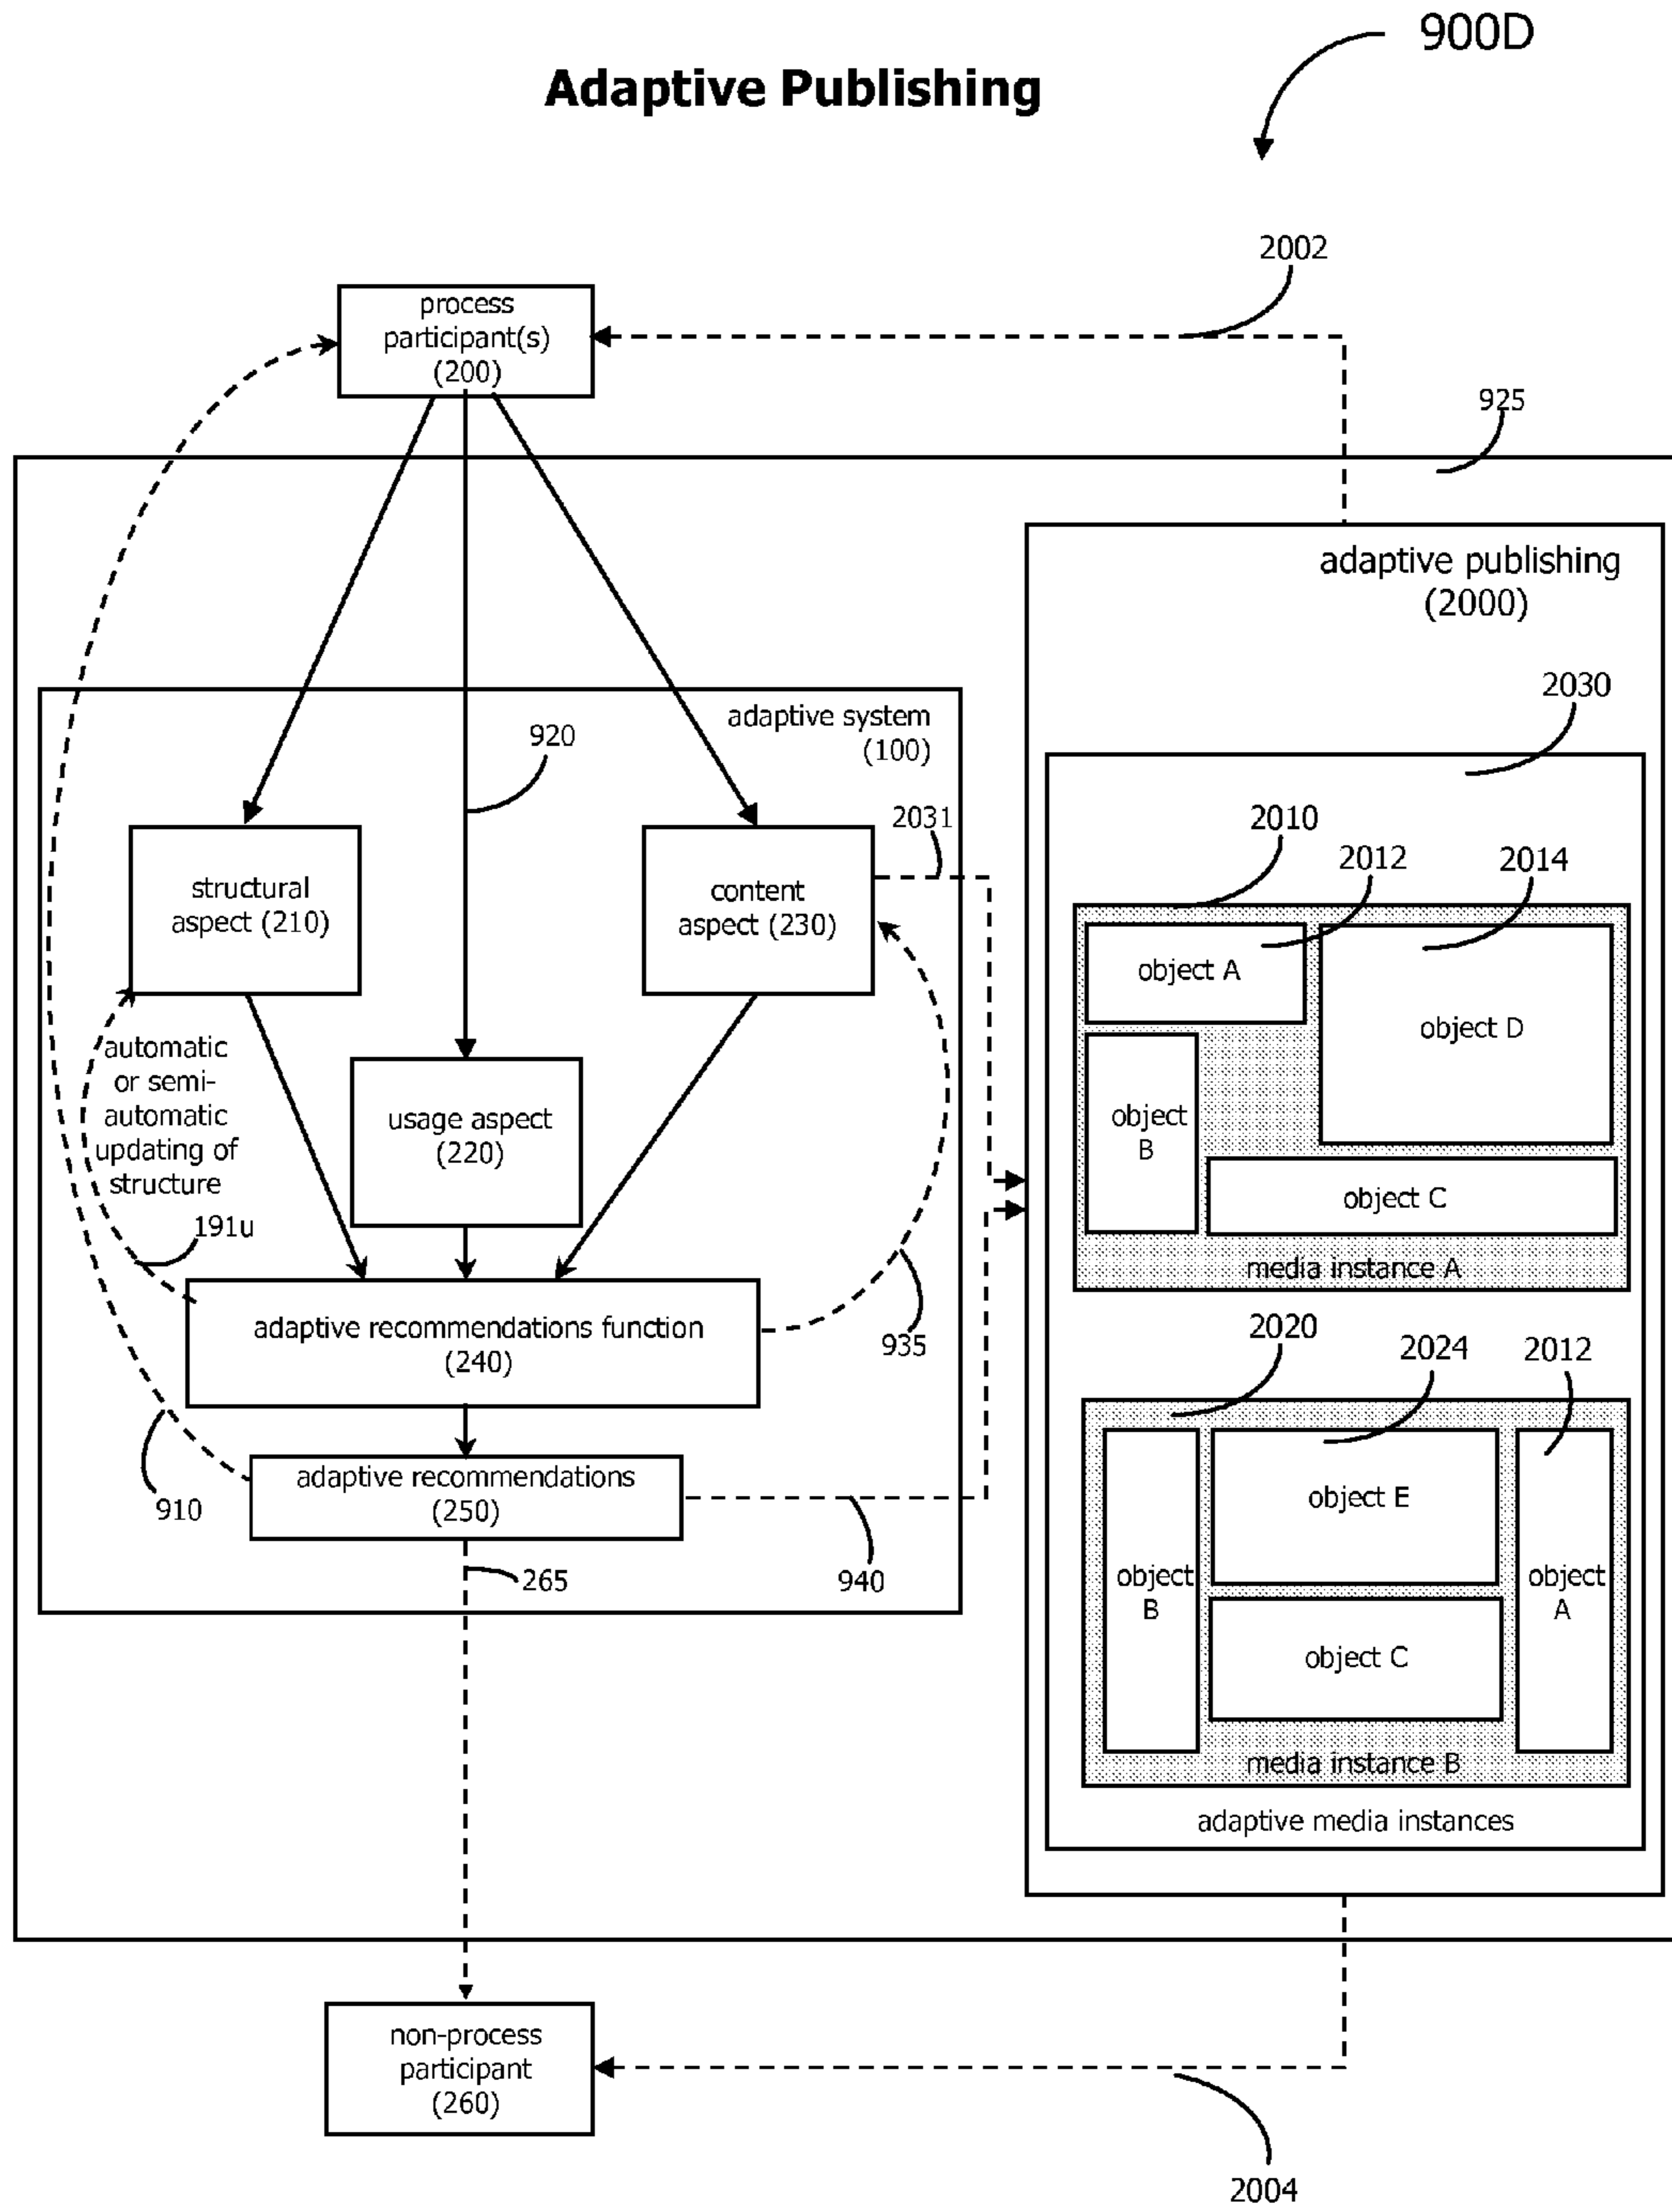 900D
Adaptive Publishing
2002
process
participant(s)
(200)
925
adaptive publishing
(2000)
2030
adaptive system
(100)
920
2031
2010
2012
2014
structural
aspect (210)
content
aspect (230)
object A
object D
automatic
or semi-
automatic
updating of
structure
usage aspect
(220)
object
B
object C
191u
media instance A
adaptive recommendations function
(240)
935
2020
2024
2012
adaptive recommendations
(250)
910
265
940
object E
object
B
object
A
object C
media instance B
adaptive media instances
non-process
participant
(260)
2004